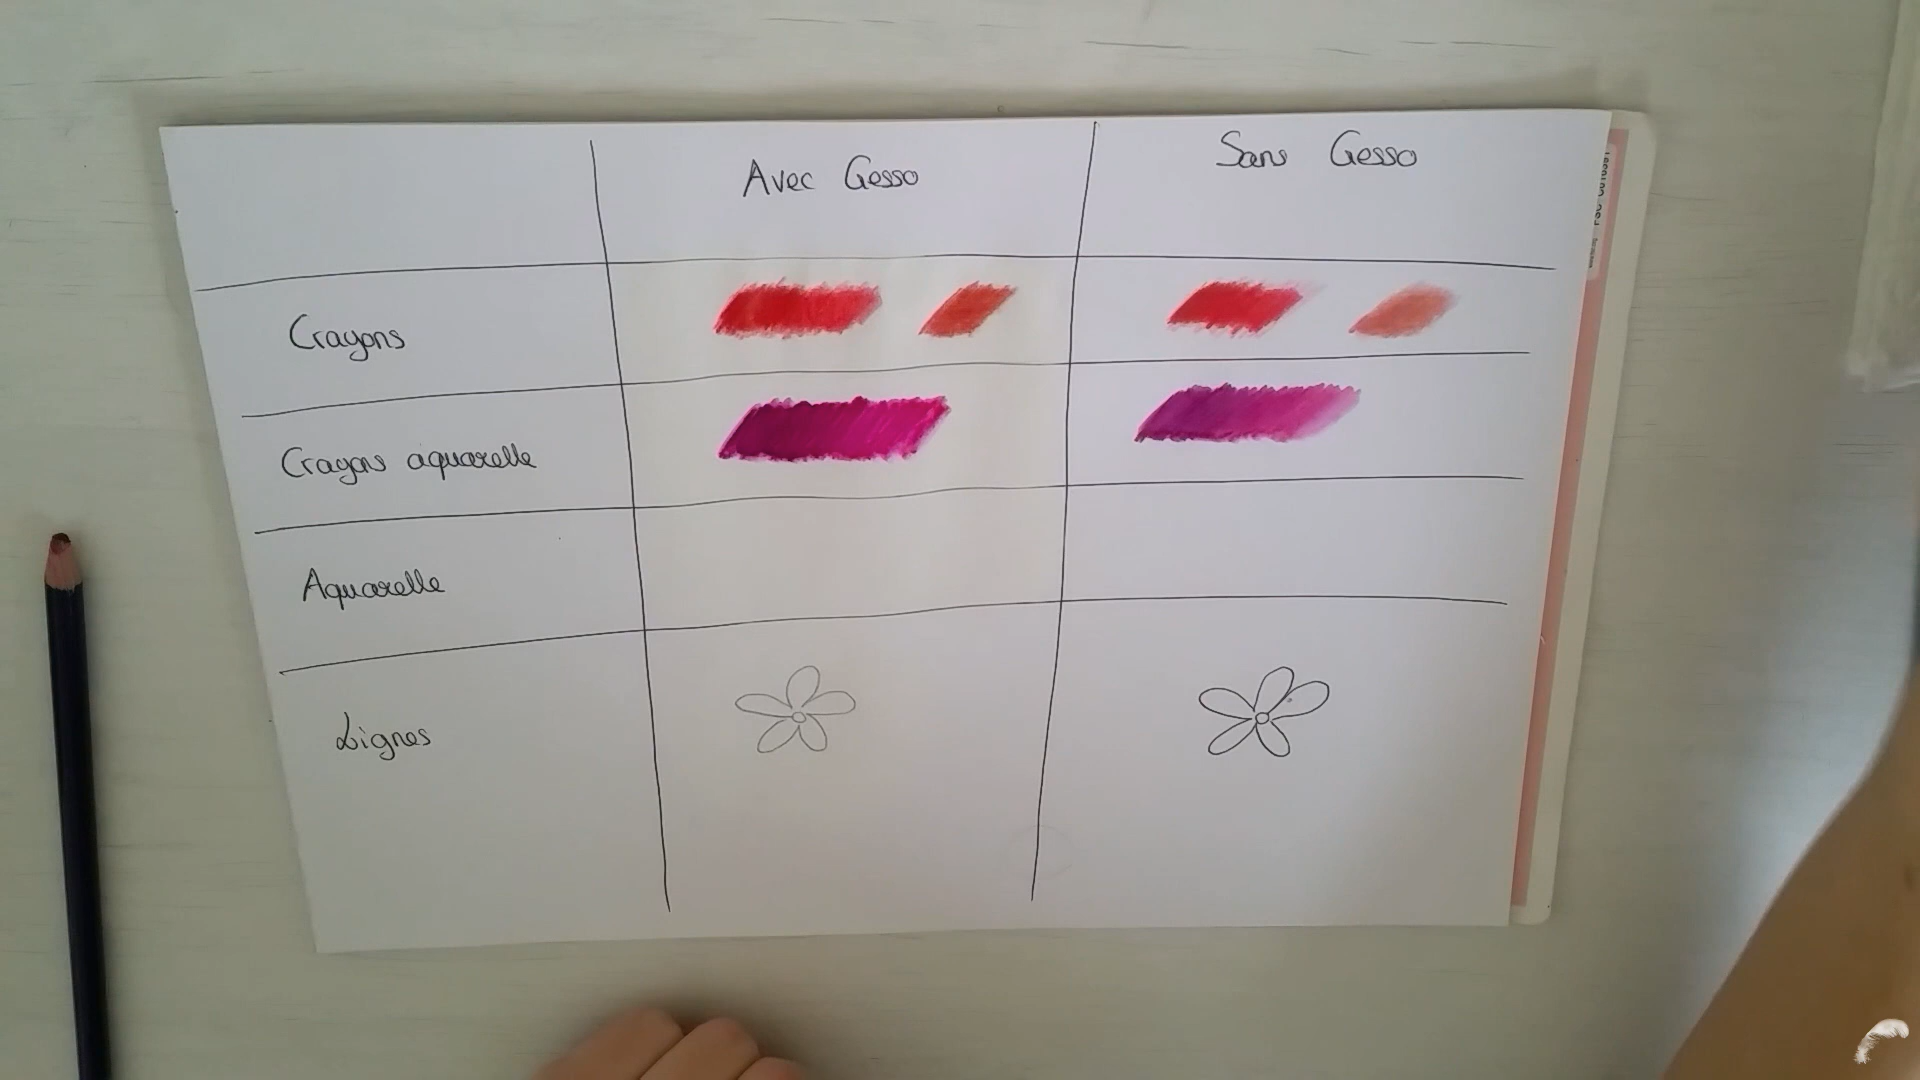 Avec Gesso
Sans Gesso
Crayons
Crayons aquarelle
Aquarelle
Lignes